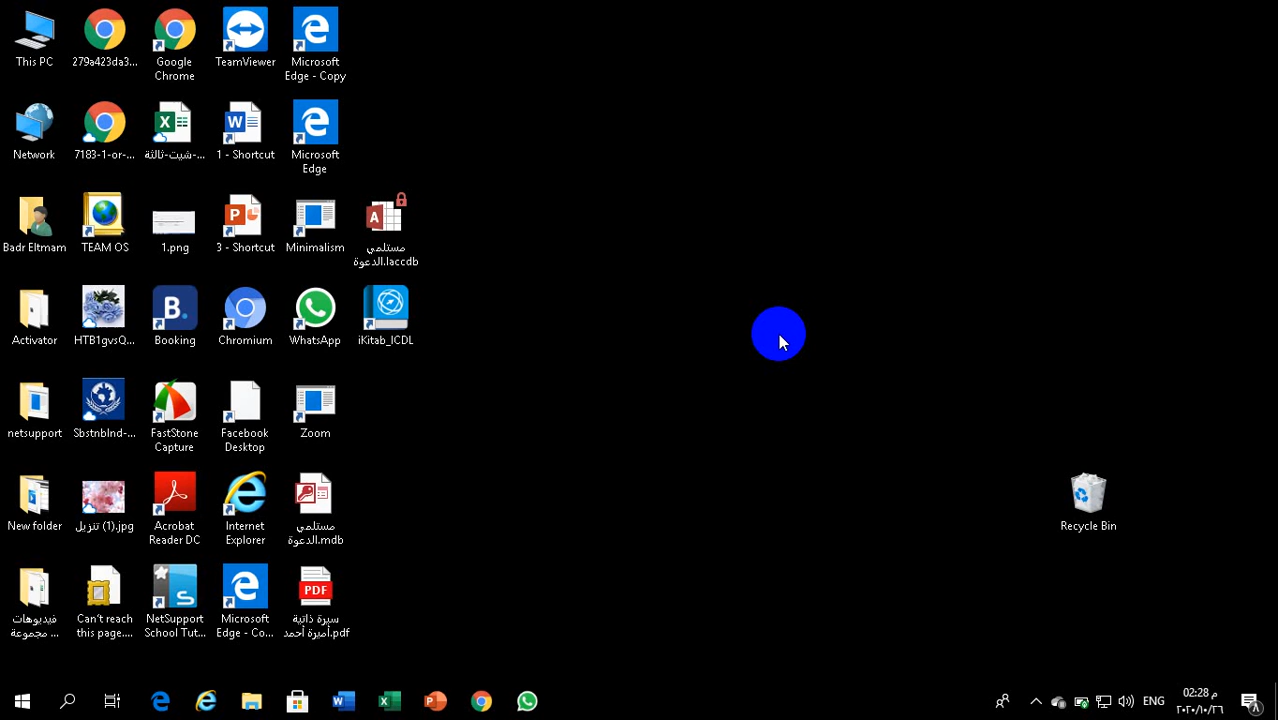 This PC
279a423da3...
Google
Chrome
TeamViewer
Microsoft
Edge - Copy
Network
7183-1-or-...
شيت-ثالثة-...
1 - Shortcut
Microsoft
Edge
Badr Eltmam
TEAM OS
1.png
3 - Shortcut
Minimalism
مستلمي
الدعوة.laccdb
Activator
HTB1gvsQ...
Booking
Chromium
WhatsApp
iKitab_ICDL
netsupport
Sbstnblnd-...
FastStone
Capture
Facebook
Desktop
Zoom
New folder
تنزيل (1).jpg
Acrobat
Reader DC
Internet
Explorer
مستلمي
الدعوة.mdb
Recycle Bin
فيديوهات
مجموعة ...
Can't reach
this page....
NetSupport
School Tut...
Microsoft
Edge - Co...
PDF
سيرة ذاتية
أميرة أحمد.pdf
ENG
02:28 م
٢٠٢٠/١٠/٢٦